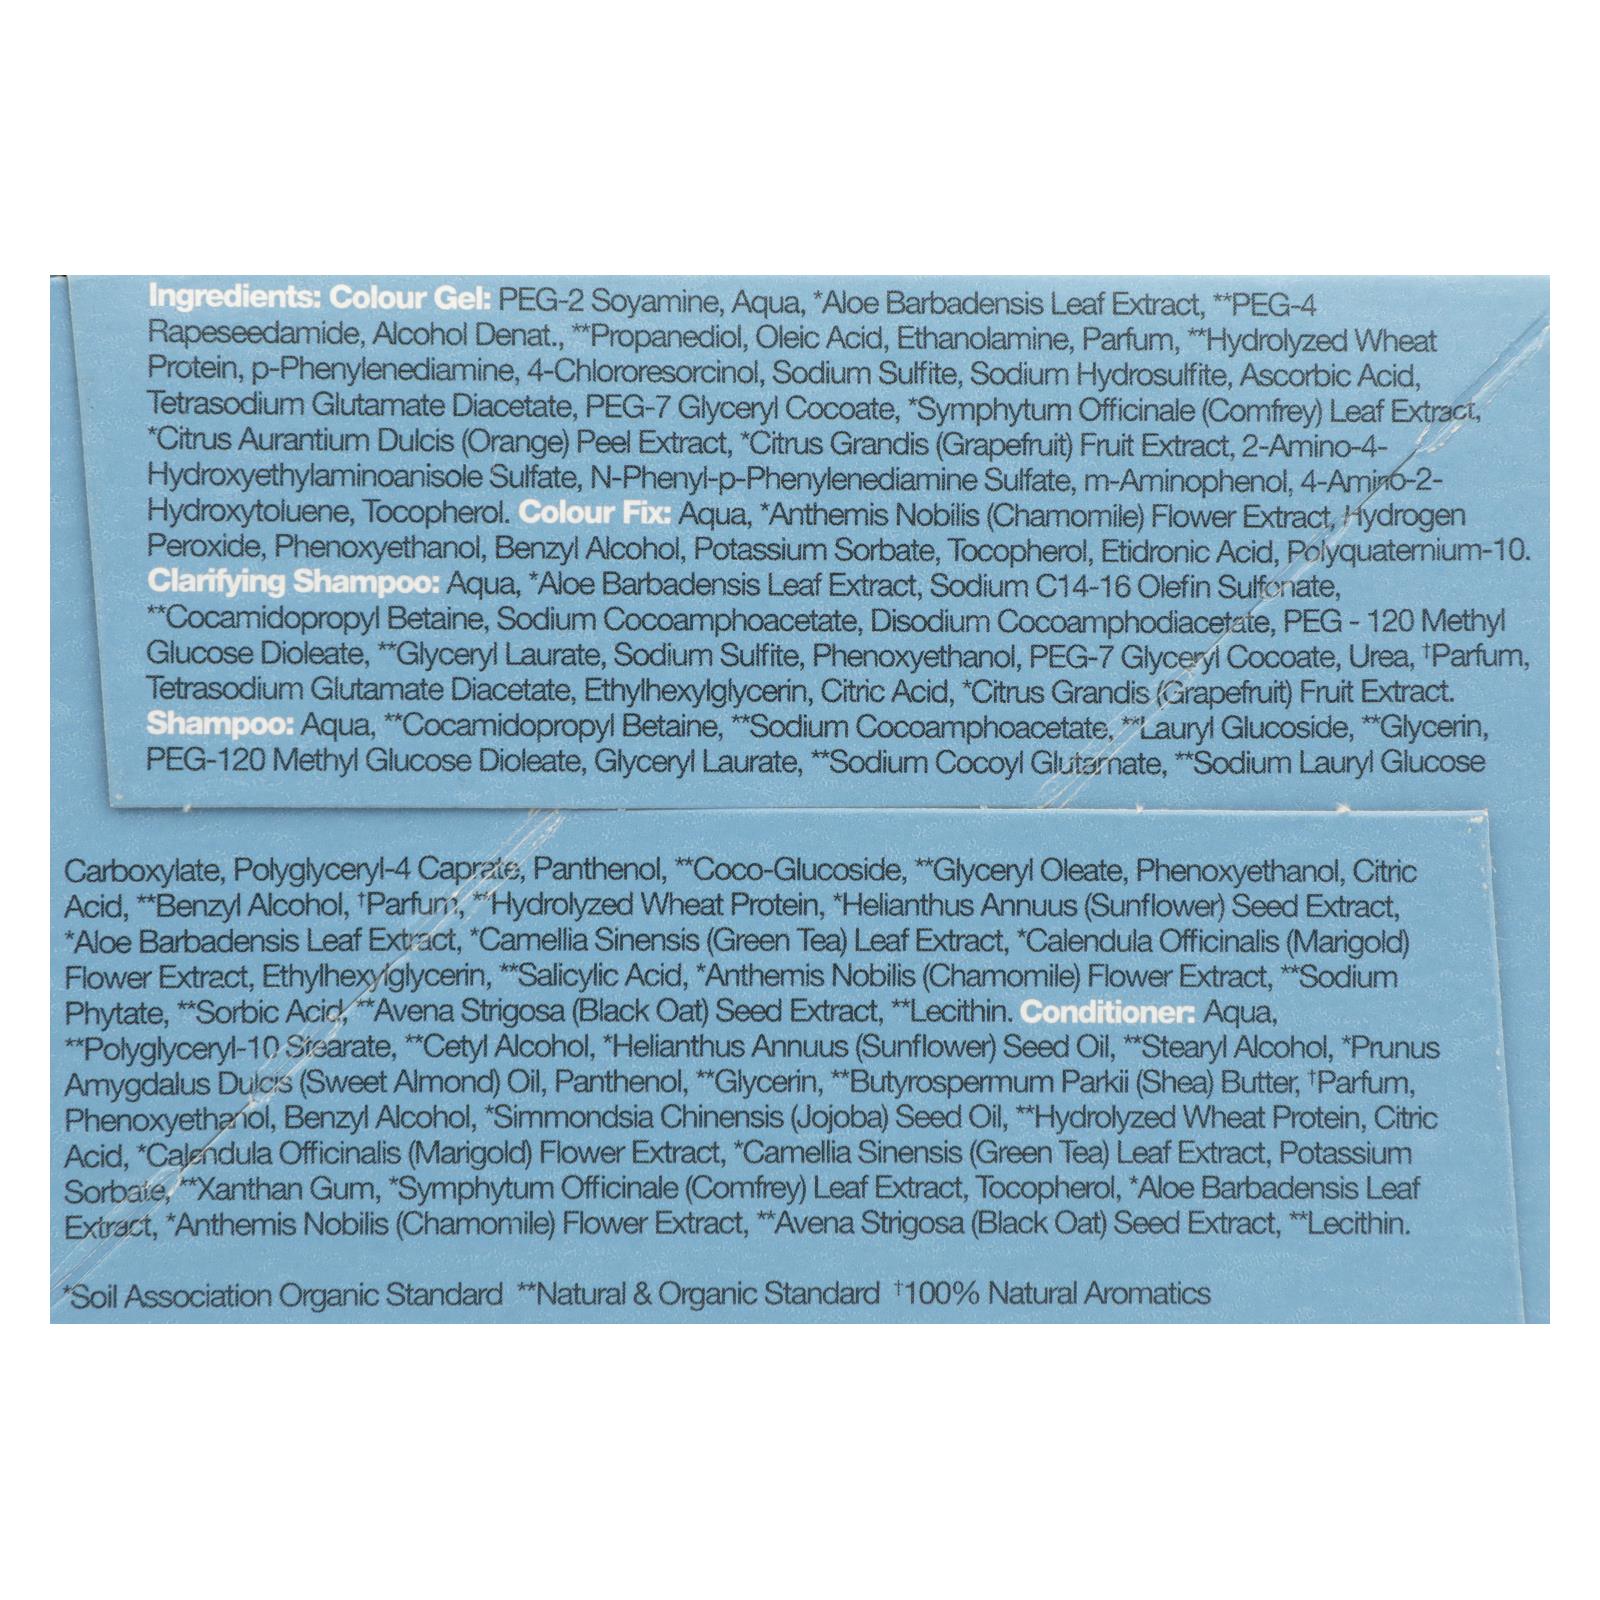 Ingredients: Colour Gel: PEG-2 Soyamine, Aqua, *Aloe Barbadensis Leaf Extract, **PEG-4
Rapeseedamide, Alcohol Denat., **Propanediol, Oleic Acid, Ethanolamine, Parfum, **Hydrolyzed Wheat
Protein, p-Phenylenediamine, 4-Chlororesorcinol, Sodium Sulfite, Sodium Hydrosulfite, Ascorbic Acid,
Tetrasodium Glutamate Diacetate, PEG-7 Glyceryl Cocoate, *Symphytum Officinale (Comfrey) Leaf Extract,
*Citrus Aurantium Dulcis (Orange) Peel Extract, *Citrus Grandis (Grapefruit) Fruit Extract, 2-Amino-4-
Hydroxyethylaminoanisole Sulfate, N-Phenyl-p-Phenylenediamine Sulfate, m-Aminophenol, 4-Amino-2-
Hydroxytoluene, Tocopherol. Colour Fix: Aqua, *Anthemis Nobilis (Chamomile) Flower Extract, Hydrogen
Peroxide, Phenoxyethanol, Benzyl Alcohol, Potassium Sorbate, Tocopherol, Etidronic Acid, Polyquaternium-10.
Clarifying Shampoo: Aqua, *Aloe Barbadensis Leaf Extract, Sodium C14-16 Olefin Sulfonate,
**Cocamidopropyl Betaine, Sodium Cocoamphoacetate, Disodium Cocoamphodiacetate, PEG - 120 Methyl
Glucose Dioleate, **Glyceryl Laurate, Sodium Sulfite, Phenoxyethanol, PEG-7 Glyceryl Cocoate, Urea, †Parfum,
Tetrasodium Glutamate Diacetate, Ethylhexylglycerin, Citric Acid, *Citrus Grandis (Grapefruit) Fruit Extract.
Shampoo: Aqua, **Cocamidopropyl Betaine, **Sodium Cocoamphoacetate, **Lauryl Glucoside, **Glycerin,
PEG-120 Methyl Glucose Dioleate, Glyceryl Laurate, **Sodium Cocoyl Glutamate, **Sodium Lauryl Glucose
Carboxylate, Polyglyceryl-4 Caprate, Panthenol, **Coco-Glucoside, **Glyceryl Oleate, Phenoxyethanol, Citric
Acid, **Benzyl Alcohol, †Parfum, **Hydrolyzed Wheat Protein, *Helianthus Annuus (Sunflower) Seed Extract,
*Aloe Barbadensis Leaf Extract, *Camellia Sinensis (Green Tea) Leaf Extract, *Calendula Officinalis (Marigold)
Flower Extract, Ethylhexylglycerin, **Salicylic Acid, *Anthemis Nobilis (Chamomile) Flower Extract, **Sodium
Phytate, **Sorbic Acid, **Avena Strigosa (Black Oat) Seed Extract, **Lecithin. Conditioner: Aqua,
**Polyglyceryl-10 Stearate, **Cetyl Alcohol, *Helianthus Annuus (Sunflower) Seed Oil, **Stearyl Alcohol, *Prunus
Amygdalus Dulcis (Sweet Almond) Oil, Panthenol, **Glycerin, **Butyrospermum Parkii (Shea) Butter, †Parfum,
Phenoxyethanol, Benzyl Alcohol, *Simmondsia Chinensis (Jojoba) Seed Oil, **Hydrolyzed Wheat Protein, Citric
Acid, *Calendula Officinalis (Marigold) Flower Extract, *Camellia Sinensis (Green Tea) Leaf Extract, Potassium
Sorbate, **Xanthan Gum, *Symphytum Officinale (Comfrey) Leaf Extract, Tocopherol, *Aloe Barbadensis Leaf
Extract, *Anthemis Nobilis (Chamomile) Flower Extract, **Avena Strigosa (Black Oat) Seed Extract, **Lecithin.
*Soil Association Organic Standard **Natural & Organic Standard †100% Natural Aromatics